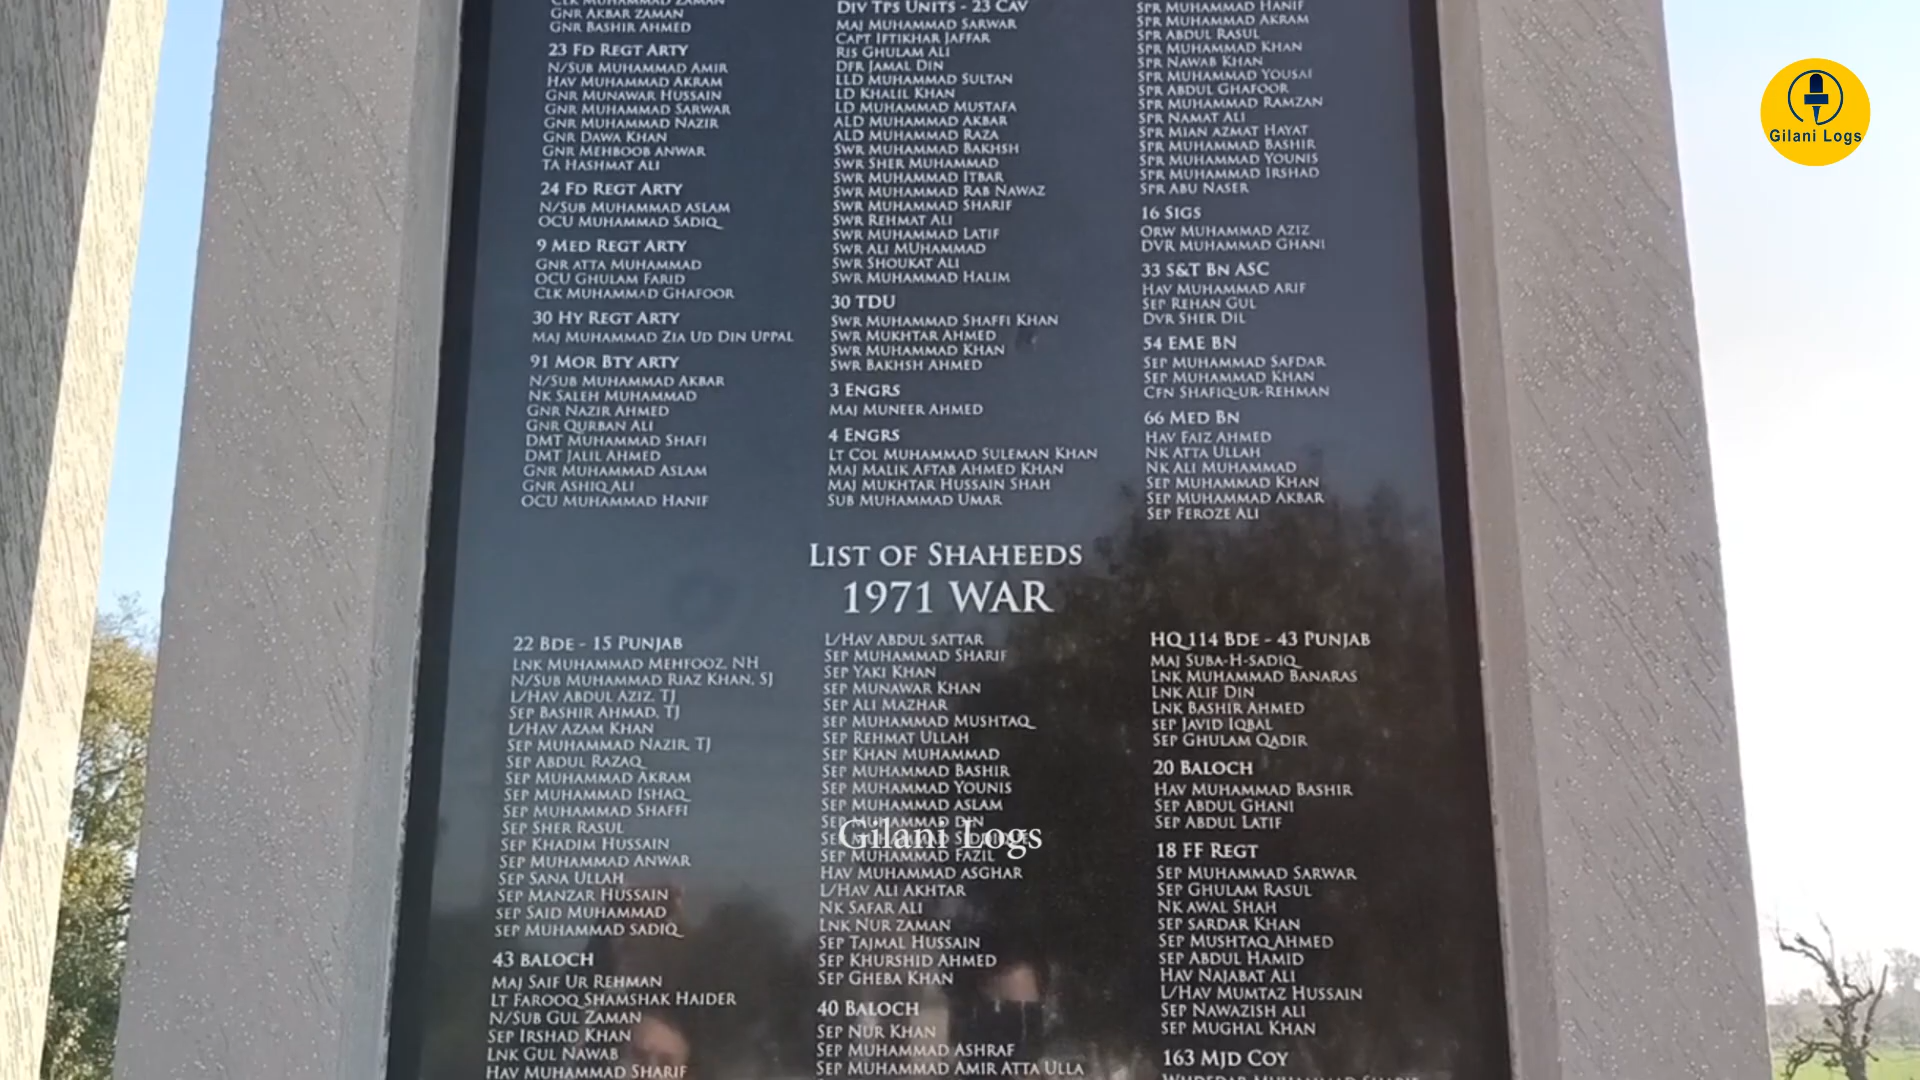 CLK MUHAMMAD ZAMAN
GNR AKBAR ZAMAN
GNR BASHIR AHMED
23 FD REGT ARTY
N/SUB MUHAMMAD AMIR
HAV MUHAMMAD AKRAM
GNR MUNAWAR HUSSAIN
GNR MUHAMMAD SARWAR
GNR MUHAMMAD NAZIR
GNR DAWA KHAN
GNR MEHBOOB ANWAR
TA HASHMAT ALI
24 FD REGT ARTY
N/SUB MUHAMMAD ASLAM
OCU MUHAMMAD SADIQ
9 MED REGT ARTY
GNR ATTA MUHAMMAD
OCU GHULAM FARID
CLK MUHAMMAD GHAFOOR
30 HY REGT ARTY
MAJ MUHAMMAD ZIA UD DIN UPPAL
91 MOR BTY ARTY
N/SUB MUHAMMAD AKBAR
NK SALEH MUHAMMAD
GNR NAZIR AHMED
GNR QURBAN ALI
DMT MUHAMMAD SHAFI
DMT JALIL AHMED
GNR MUHAMMAD ASLAM
GNR ASHIQ ALI
OCU MUHAMMAD HANIF
DIV TPS UNITS - 23 CAV
MAJ MUHAMMAD SARWAR
CAPT IFTIKHAR JAFFAR
RIS GHULAM ALI
DFR JAMAL DIN
LLD MUHAMMAD SULTAN
LD KHALIL KHAN
LD MUHAMMAD MUSTAFA
ALD MUHAMMAD AKBAR
ALD MUHAMMAD RAZA
SWR MUHAMMAD BAKHSH
SWR SHER MUHAMMAD
SWR MUHAMMAD ITBAR
SWR MUHAMMAD RAB NAWAZ
SWR MUHAMMAD SHARIF
SWR REHMAT ALI
SWR MUHAMMAD LATIF
SWR ALI MUHAMMAD
SWR SHOUKAT ALI
SWR MUHAMMAD HALIM
30 TDU
SWR MUHAMMAD SHAFFI KHAN
SWR MUKHTAR AHMED
SWR MUHAMMAD KHAN
SWR BAKHSH AHMED
3 ENGRS
MAJ MUNEER AHMED
4 ENGRS
LT COL MUHAMMAD SULEMAN KHAN
MAJ MALIK AFTAB AHMED KHAN
MAJ MUKHTAR HUSSAIN SHAH
SUB MUHAMMAD UMAR
SPR MUHAMMAD HANIF
SPR MUHAMMAD AKRAM
SPR ABDUL RASUL
SPR MUHAMMAD KHAN
SPR NAWAB KHAN
SPR MUHAMMAD YOUSAF
SPR ABDUL GHAFOOR
SPR MUHAMMAD RAMZAN
SPR NAMAT ALI
SPR MIAN AZMAT HAYAT
SPR MUHAMMAD BASHIR
SPR MUHAMMAD YOUNIS
SPR MUHAMMAD IRSHAD
SPR ABU NASER
16 SIGS
ORW MUHAMMAD AZIZ
DVR MUHAMMAD GHANI
33 S&T BN ASC
HAV MUHAMMAD ARIF
SEP REHAN GUL
DVR SHER DIL
54 EME BN
SEP MUHAMMAD SAFDAR
SEP MUHAMMAD KHAN
CFN SHAFIQ-UR-REHMAN
66 MED BN
HAV FAIZ AHMED
NK ATTA ULLAH
NK ALI MUHAMMAD
SEP MUHAMMAD KHAN
SEP MUHAMMAD AKBAR
SEP FEROZE ALI
LIST OF SHAHEEDS
1971 WAR
22 BDE - 15 PUNJAB
LNK MUHAMMAD MEHFOOZ, NH
N/SUB MUHAMMAD RIAZ KHAN, SJ
L/HAV ABDUL AZIZ, TJ
SEP BASHIR AHMAD, TJ
L/HAV AZAM KHAN
SEP MUHAMMAD NAZIR, TJ
SEP ABDUL RAZAQ
SEP MUHAMMAD AKRAM
SEP MUHAMMAD ISHAQ
SEP MUHAMMAD SHAFFI
SEP SHER RASUL
SEP KHADIM HUSSAIN
SEP MUHAMMAD ANWAR
SEP SANA ULLAH
SEP MANZAR HUSSAIN
SEP SAID MUHAMMAD
SEP MUHAMMAD SADIQ
43 BALOCH
MAJ SAIF UR REHMAN
LT FAROOQ SHAMSHAK HAIDER
N/SUB GUL ZAMAN
SEP IRSHAD KHAN
LNK GUL NAWAB
HAV MUHAMMAD SHARIF
L/HAV ABDUL SATTAR
SEP MUHAMMAD SHARIF
SEP YAKI KHAN
SEP MUNAWAR KHAN
SEP ALI MAZHAR
SEP MUHAMMAD MUSHTAQ
SEP REHMAT ULLAH
SEP KHAN MUHAMMAD
SEP MUHAMMAD BASHIR
SEP MUHAMMAD YOUNIS
SEP MUHAMMAD ASLAM
SEP MUHAMMAD DIN
SEP
SEP MUHAMMAD FAZIL
HAV MUHAMMAD ASGHAR
L/HAV ALI AKHTAR
NK SAFAR ALI
LNK NUR ZAMAN
SEP TAJMAL HUSSAIN
SEP KHURSHID AHMED
SEP GHEBA KHAN
40 BALOCH
SEP NUR KHAN
SEP MUHAMMAD ASHRAF
SEP MUHAMMAD AMIR ATTA ULLA
HQ 114 BDE - 43 PUNJAB
MAJ SUBA-H-SADIQ
LNK MUHAMMAD BANARAS
LNK ALIF DIN
LNK BASHIR AHMED
SEP JAVID IQBAL
SEP GHULAM QADIR
20 BALOCH
HAV MUHAMMAD BASHIR
SEP ABDUL GHANI
SEP ABDUL LATIF
18 FF REGT
SEP MUHAMMAD SARWAR
SEP GHULAM RASUL
NK AWAL SHAH
SEP SARDAR KHAN
SEP MUSHTAQ AHMED
SEP ABDUL HAMID
HAV NAJABAT ALI
L/HAV MUMTAZ HUSSAIN
SEP NAWAZISH ALI
SEP MUGHAL KHAN
163 MJD COY
Gilani Logs
Gilani Logs